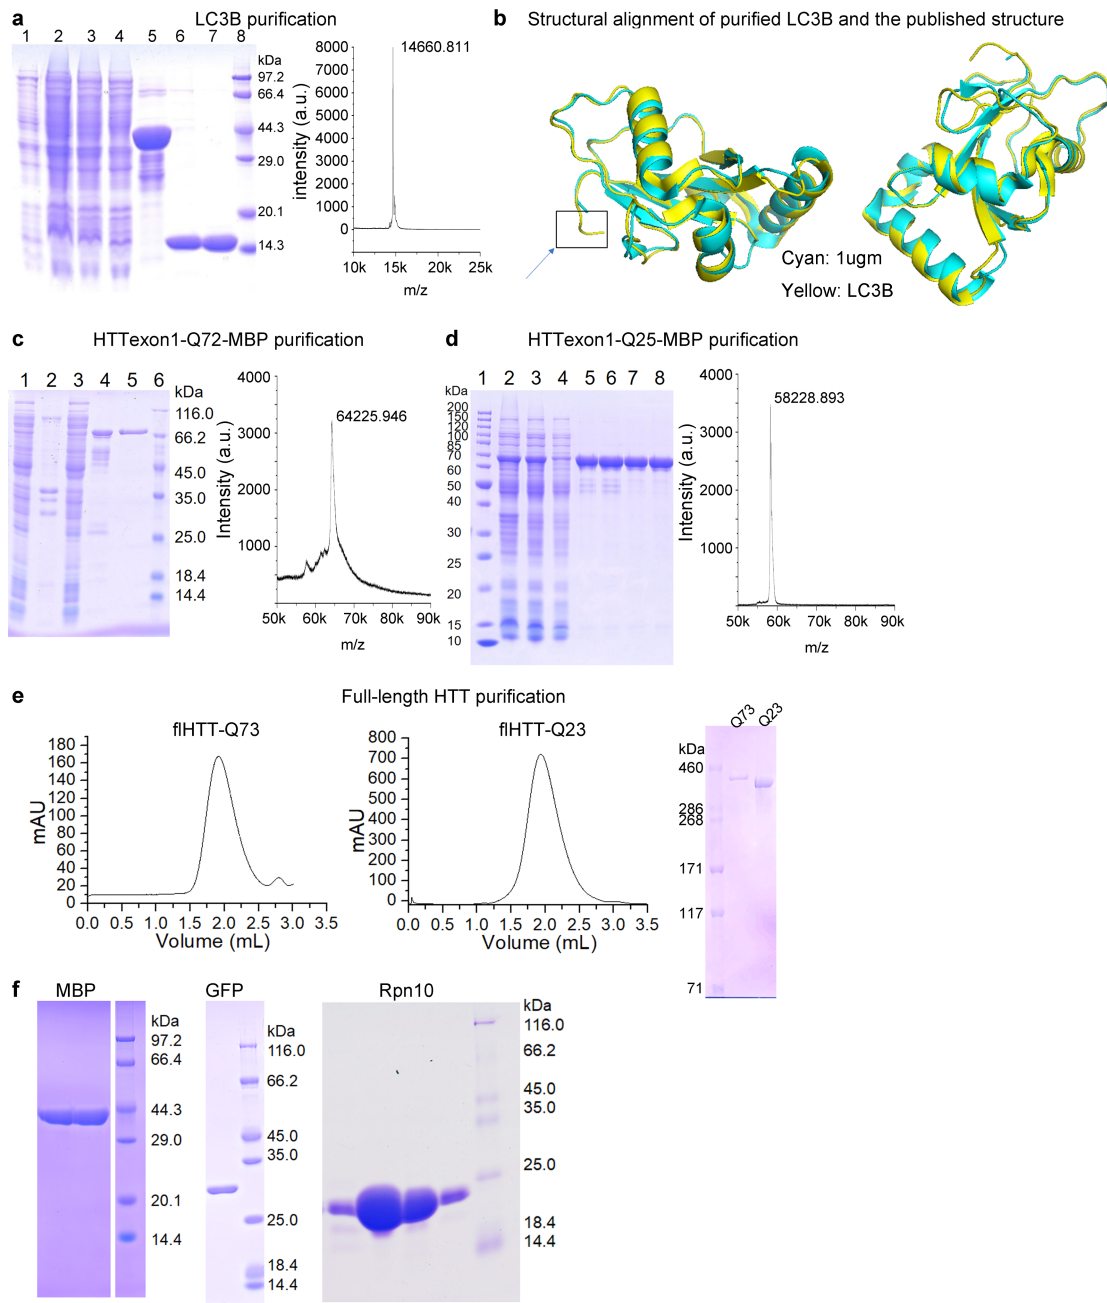 a
LC3B purification
1 2 3 4 5 6 7 8
kDa
97.2
66.4
44.3
29.0
20.1
14.3
intensity (a.u.)
8000
7000
6000
5000
4000
3000
2000
1000
0
14660.811
10k 15k 20k 25k
m/z
b
Structural alignment of purified LC3B and the published structure
Cyan: 1ugm
Yellow: LC3B
c
HTTexon1-Q72-MBP purification
1 2 3 4 5 6
kDa
116.0
66.2
45.0
35.0
25.0
18.4
14.4
Intensity (a.u.)
4000
3000
2000
1000
64225.946
50k 60k 70k 80k 90k
m/z
d
HTTexon1-Q25-MBP purification
1 2 3 4 5 6 7 8
kDa
200
150
120
100
85
70
60
50
40
30
25
20
15
10
Intensity (a.u.)
4000
3000
2000
1000
58228.893
50k 60k 70k 80k 90k
m/z
e
Full-length HTT purification
flHTT-Q73
mAU
180
160
140
120
100
80
60
40
20
0
0.0 0.5 1.0 1.5 2.0 2.5 3.0 3.5
Volume (mL)
flHTT-Q23
mAU
800
700
600
500
400
300
200
100
0
0.0 0.5 1.0 1.5 2.0 2.5 3.0 3.5
Volume (mL)
Q73 Q23
kDa
460
286
268
171
117
71
f
MBP
kDa
97.2
66.4
44.3
29.0
20.1
14.4
GFP
kDa
116.0
66.2
45.0
35.0
25.0
18.4
14.4
Rpn10
kDa
116.0
66.2
45.0
35.0
25.0
18.4
14.4